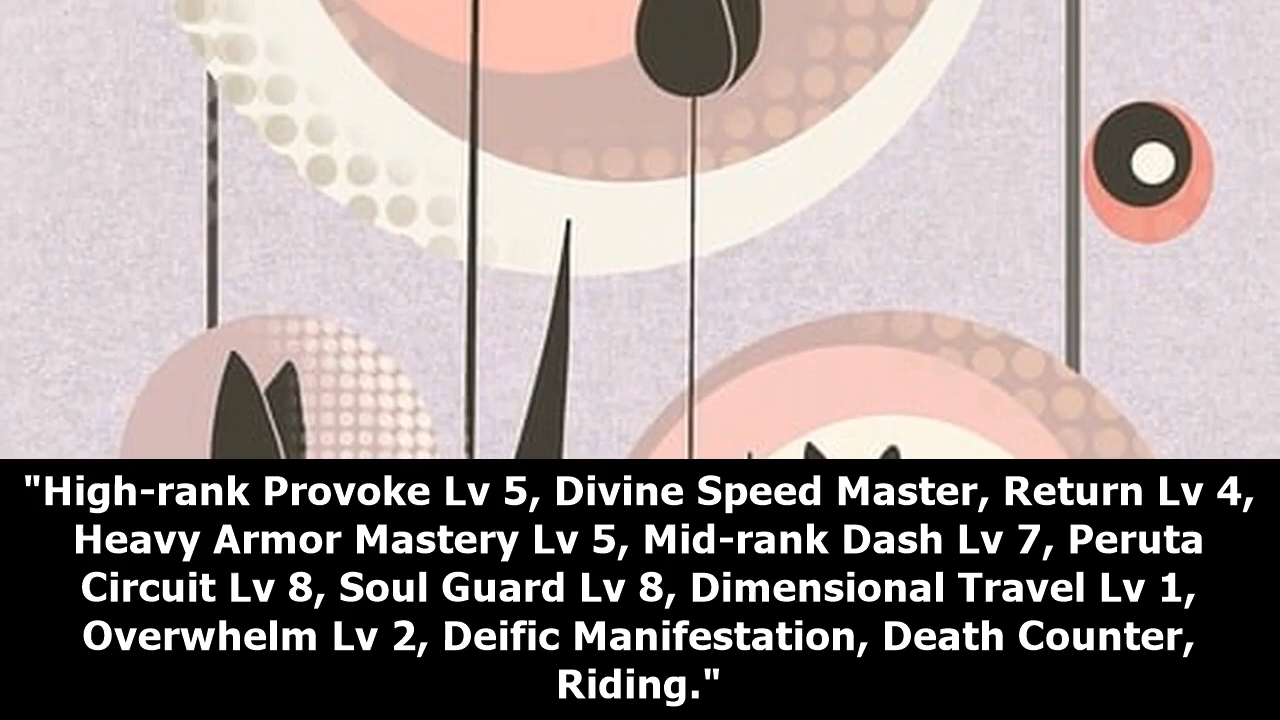 "High-rank Provoke Lv 5, Divine Speed Master, Return Lv 4,
Heavy Armor Mastery Lv 5, Mid-rank Dash Lv 7, Peruta
Circuit Lv 8, Soul Guard Lv 8, Dimensional Travel Lv 1,
Overwhelm Lv 2, Deific Manifestation, Death Counter,
Riding."